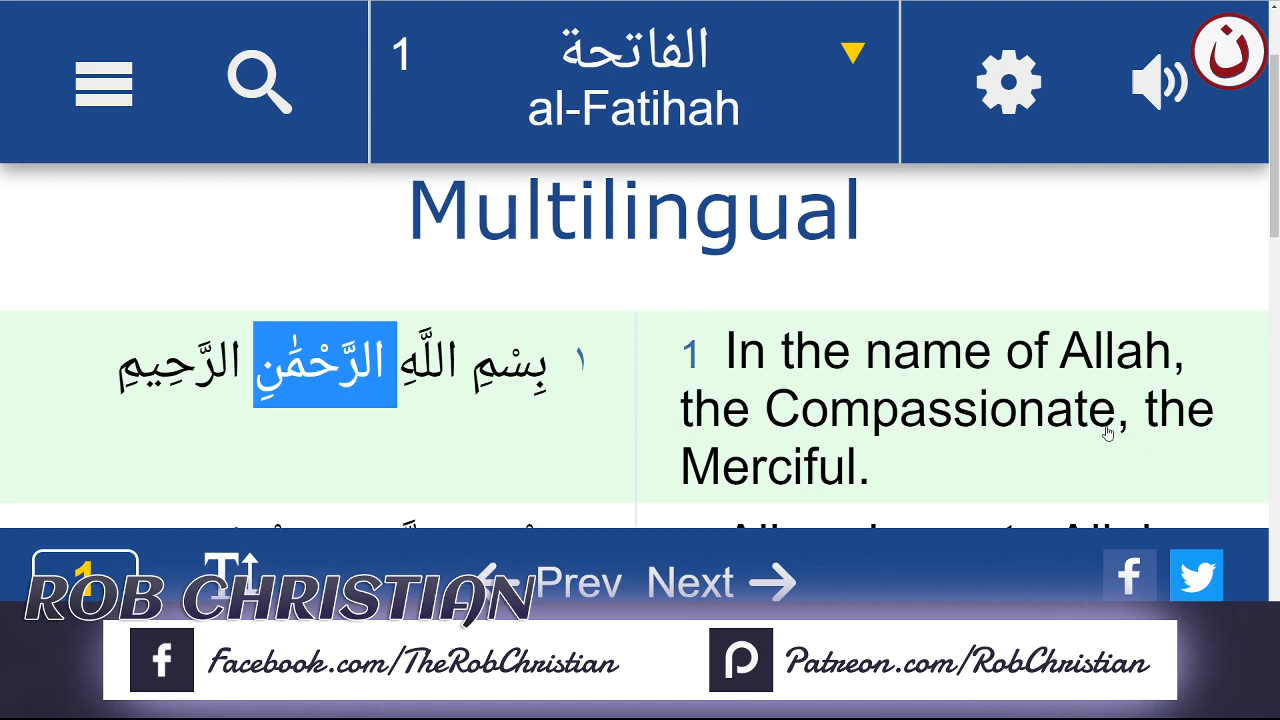 1
الفاتحة
al-Fatihah
ن
Multilingual
١ بِسْمِ اللَّهِ الرَّحْمَٰنِ الرَّحِيمِ
1 In the name of Allah,
the Compassionate, the
Merciful.
1
Prev Next
f
ROB CHRISTIAN
Facebook.com/TheRobChristian
Patreon.com/RobChristian